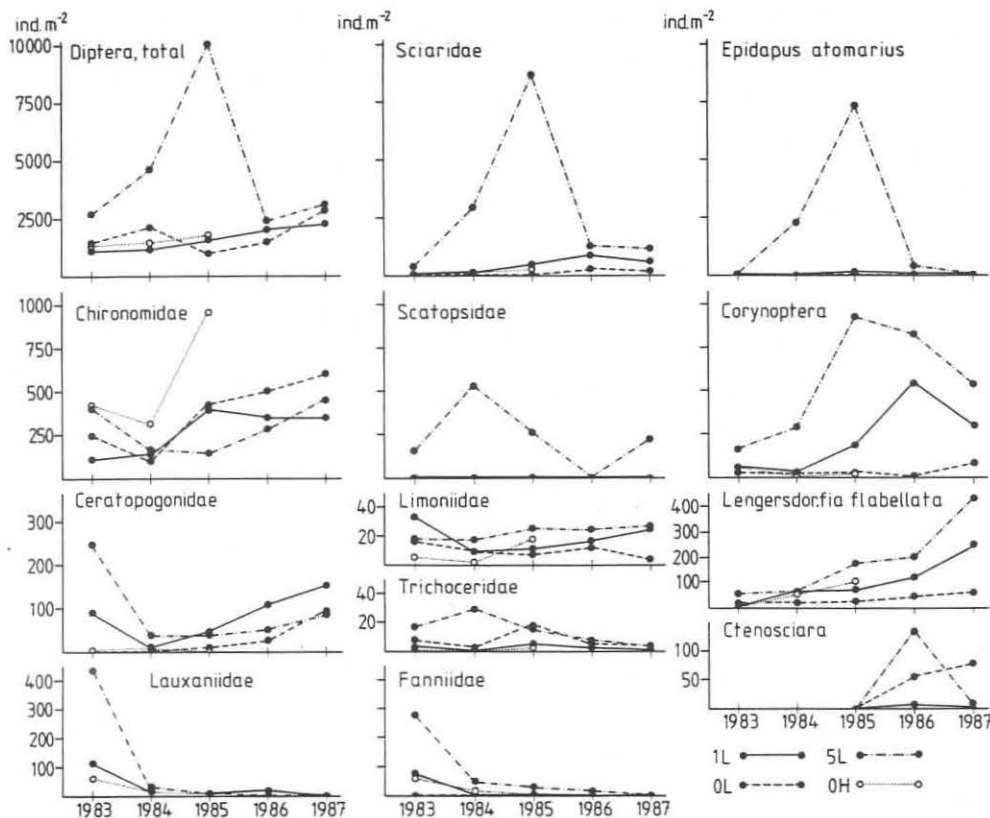 ind.m⁻² ind.m⁻² ind.m⁻²
10000
7500
5000
2500
Diptera, total
Sciaridae
Epidapus atomarius
1000
750
500
250
Chironomidae
Scatopsidae
Corynoptera
300
200
100
Ceratopogonidae
40
20
Limoniidae
400
200
100
Lengersdorfia flabellata
40
20
Trichoceridae
100
50
Ctenosciara
1983 1984 1985 1986 1987
400
300
200
100
Lauxaniidae
1983 1984 1985 1986 1987
Fanniidae
1983 1984 1985 1986 1987
1L 5L
0L 0H